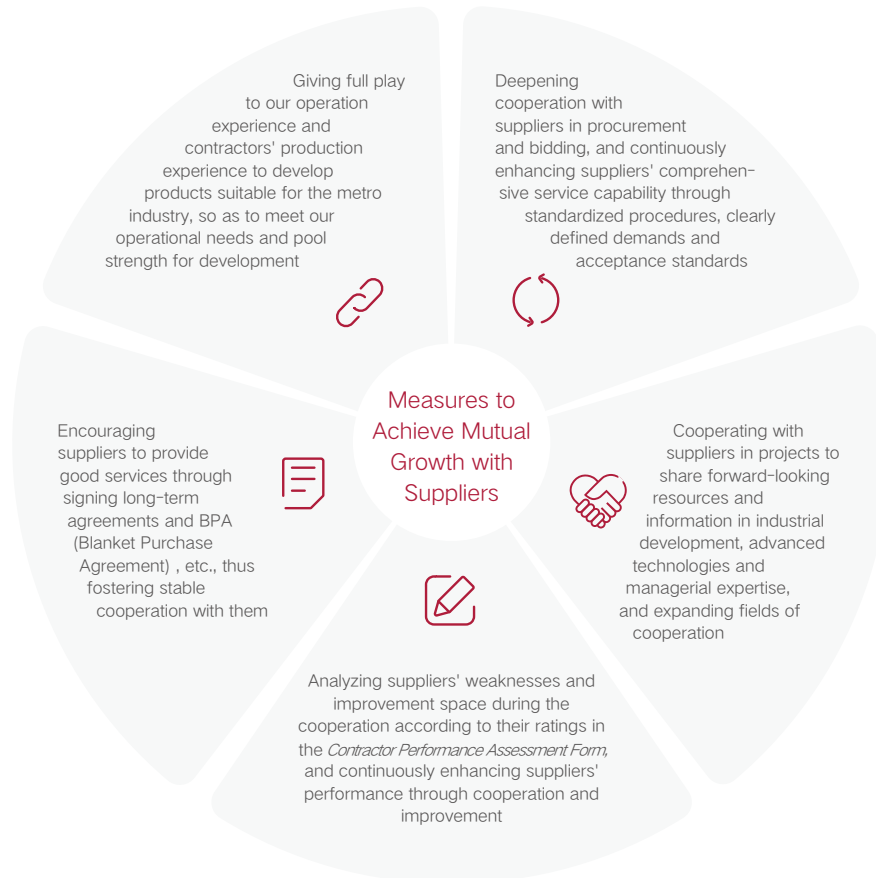 Giving full play
to our operation
experience and
contractors' production
experience to develop
products suitable for the metro
industry, so as to meet our
operational needs and pool
strength for development
Deepening
cooperation with
suppliers in procurement
and bidding, and continuously
enhancing suppliers' comprehen-
sive service capability through
standardized procedures, clearly
defined demands and
acceptance standards
Measures to
Achieve Mutual
Growth with
Suppliers
Encouraging
suppliers to provide
good services through
signing long-term
agreements and BPA
(Blanket Purchase
Agreement) , etc., thus
fostering stable
cooperation with them
Cooperating with
suppliers in projects to
share forward-looking
resources and
information in industrial
development, advanced
technologies and
managerial expertise,
and expanding fields of
cooperation
Analyzing suppliers' weaknesses and
improvement space during the
cooperation according to their ratings in
the Contractor Performance Assessment Form,
and continuously enhancing suppliers'
performance through cooperation and
improvement